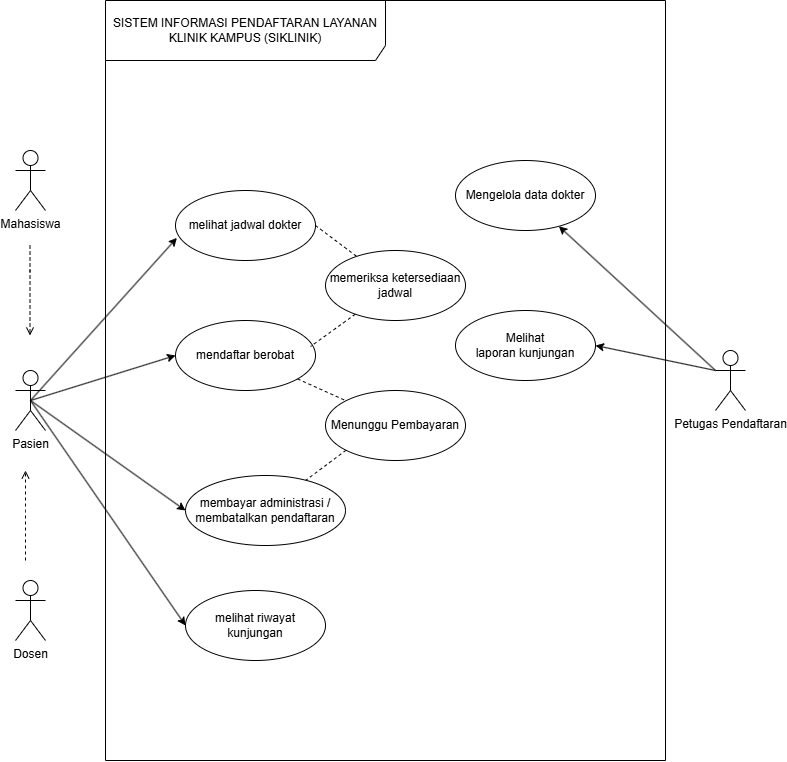 SISTEM INFORMASI PENDAFTARAN LAYANAN
KLINIK KAMPUS (SIKLINIK)
Mahasiswa
melihat jadwal dokter
Mengelola data dokter
memeriksa ketersediaan
jadwal
mendaftar berobat
Melihat
laporan kunjungan
Pasien
Menunggu Pembayaran
Petugas Pendaftaran
membayar administrasi /
membatalkan pendaftaran
melihat riwayat
kunjungan
Dosen